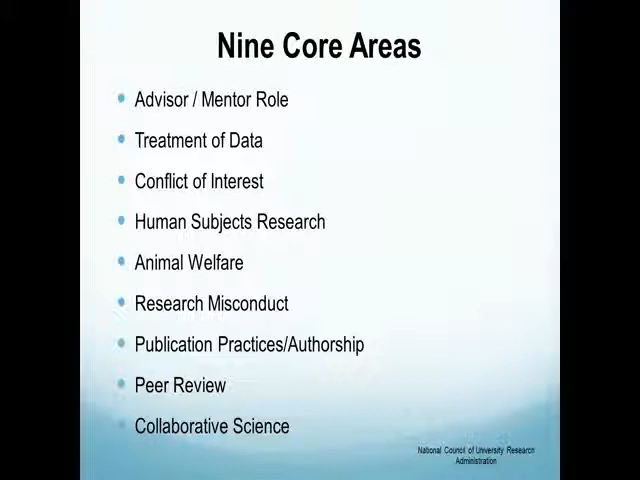 Nine Core Areas
Advisor / Mentor Role
Treatment of Data
Conflict of Interest
Human Subjects Research
Animal Welfare
Research Misconduct
Publication Practices/Authorship
Peer Review
Collaborative Science
National Council of University Research
Administration